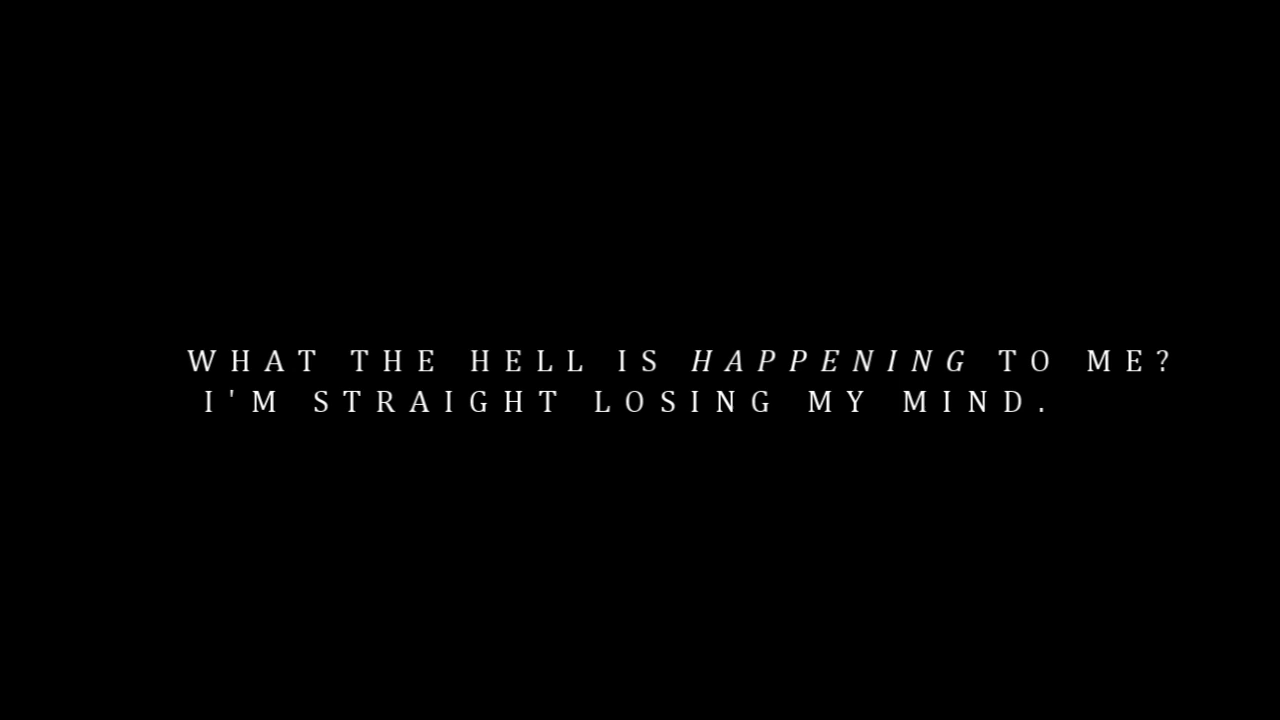 WHAT THE HELL IS HAPPENING TO ME?
I'M STRAIGHT LOSING MY MIND.